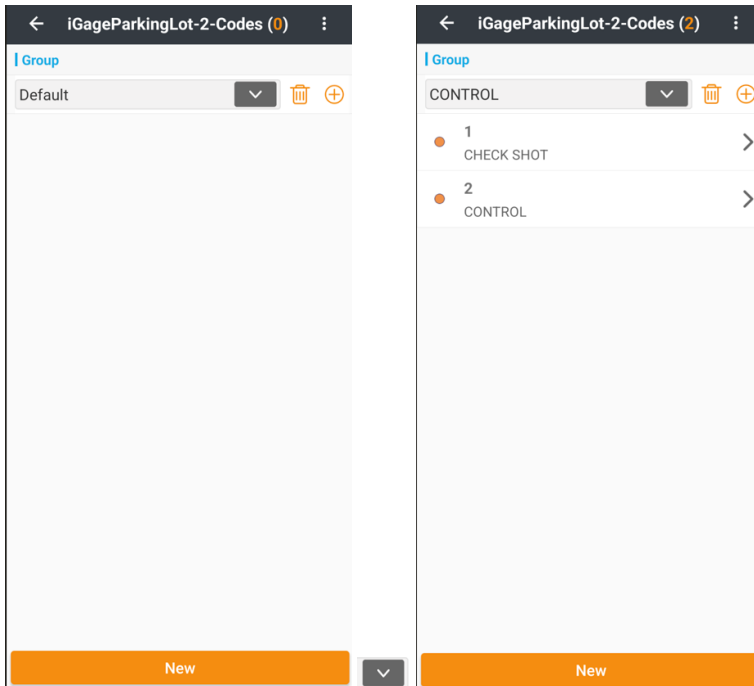 iGageParkingLot-2-Codes (0)
Group
Default
New
iGageParkingLot-2-Codes (2)
Group
CONTROL
1
CHECK SHOT
2
CONTROL
New